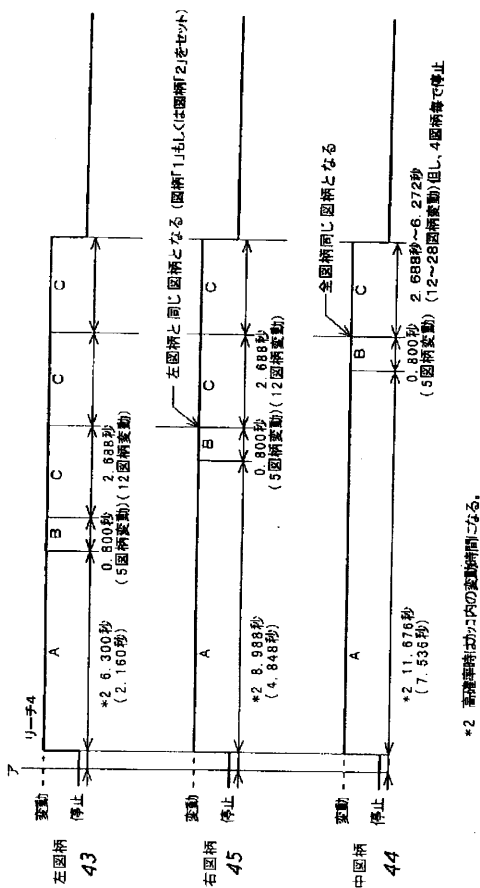 ア
リーチ4
変動
停止
左図柄
43
A
B
C
C
C
*2 6.300秒
(2.160秒)
0.800秒
(5図柄変動)
2.688秒
(12図柄変動)
左図柄と同じ図柄となる(図柄「1」もしくは図柄「2」をセット)
変動
停止
右図柄
45
A
B
C
C
*2 8.988秒
(4.848秒)
0.800秒
(5図柄変動)
2.688秒
(12図柄変動)
全図柄同じ図柄となる
変動
停止
中図柄
44
A
B
C
*2 11.676秒
(7.536秒)
0.800秒
(5図柄変動)
2.688秒~6.272秒
(12~28図柄変動)但し、4図柄毎で停止
*2 高確率時はカッコ内の変動時間になる。